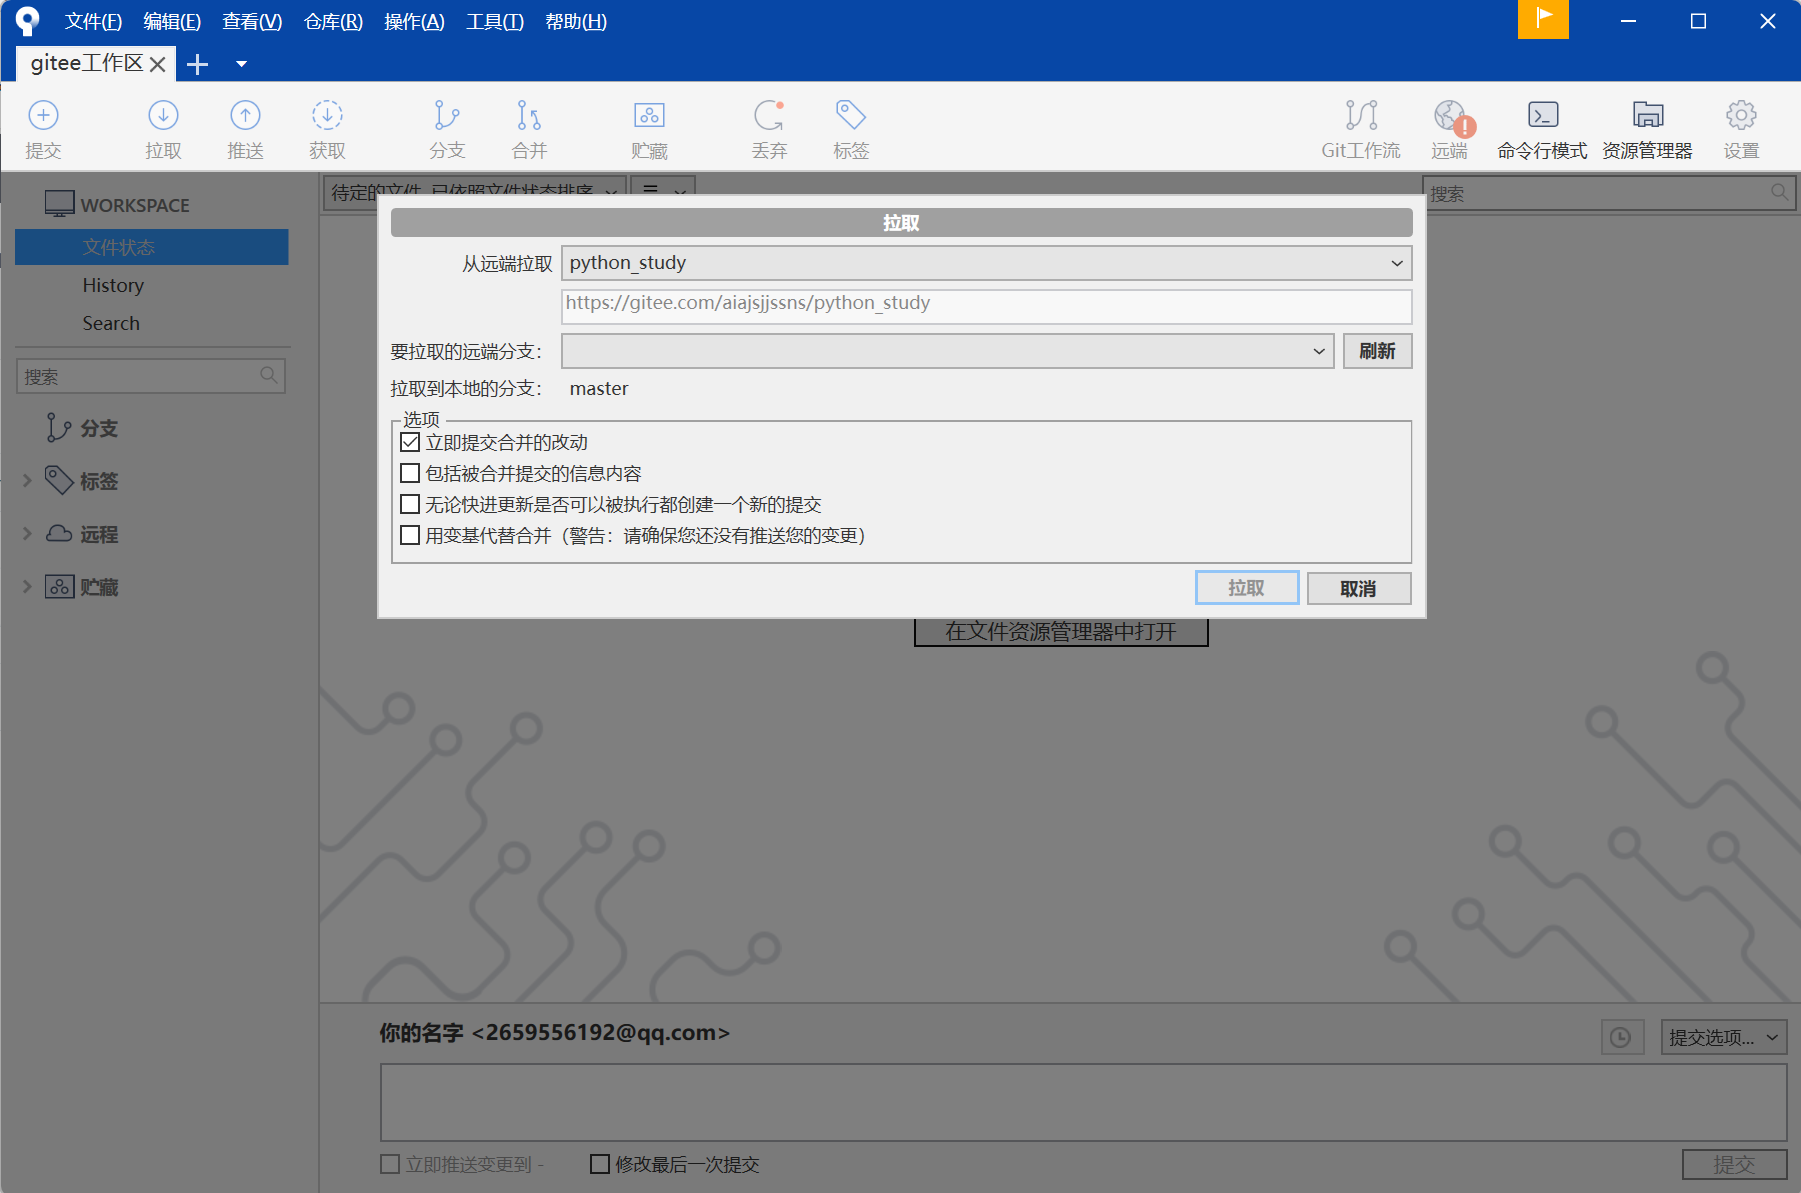 文件(F) 编辑(E) 查看(V) 仓库(R) 操作(A) 工具(T) 帮助(H)
gitee工作区
提交 拉取 推送 获取 分支 合并 贮藏 丢弃 标签 Git工作流 远端 命令行模式 资源管理器 设置
WORKSPACE
文件状态
History
Search
搜索
分支
标签
远程
贮藏
待定的文件, 已依照文件状态排序
搜索
拉取
从远端拉取 python_study
https://gitee.com/aiajsjjssns/python_study
要拉取的远端分支： 刷新
拉取到本地的分支： master
选项
立即提交合并的改动
包括被合并提交的信息内容
无论快进更新是否可以被执行都创建一个新的提交
用变基代替合并（警告：请确保您还没有推送您的变更）
拉取 取消
在文件资源管理器中打开
你的名字 <2659556192@qq.com>
提交选项...
立即推送变更到 -
修改最后一次提交
提交